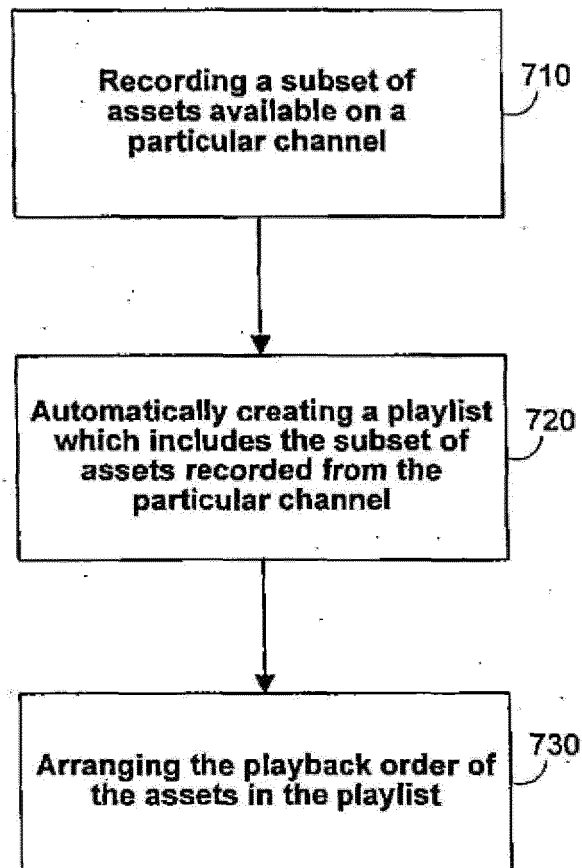 Recording a subset of
assets available on a
particular channel
710
Automatically creating a playlist
which includes the subset of
assets recorded from the
particular channel
720
Arranging the playback order of
the assets in the playlist
730